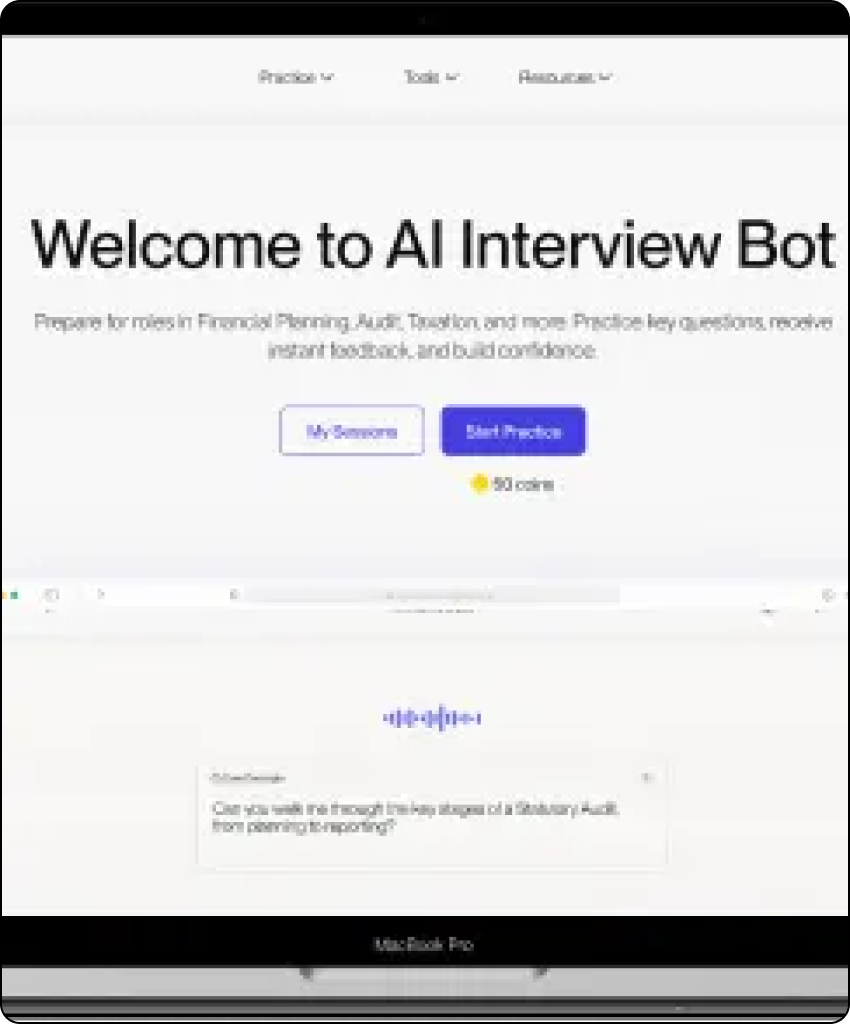 Practice
Tools
Resources
Welcome to AI Interview Bot
Prepare for roles in Financial Planning, Audit, Taxation, and more. Practice key questions, receive
instant feedback, and build confidence.
My Sessions
Start Practice
50 coins
Can you walk me through the key stages of a Statutory Audit,
from planning to reporting?
MacBook Pro